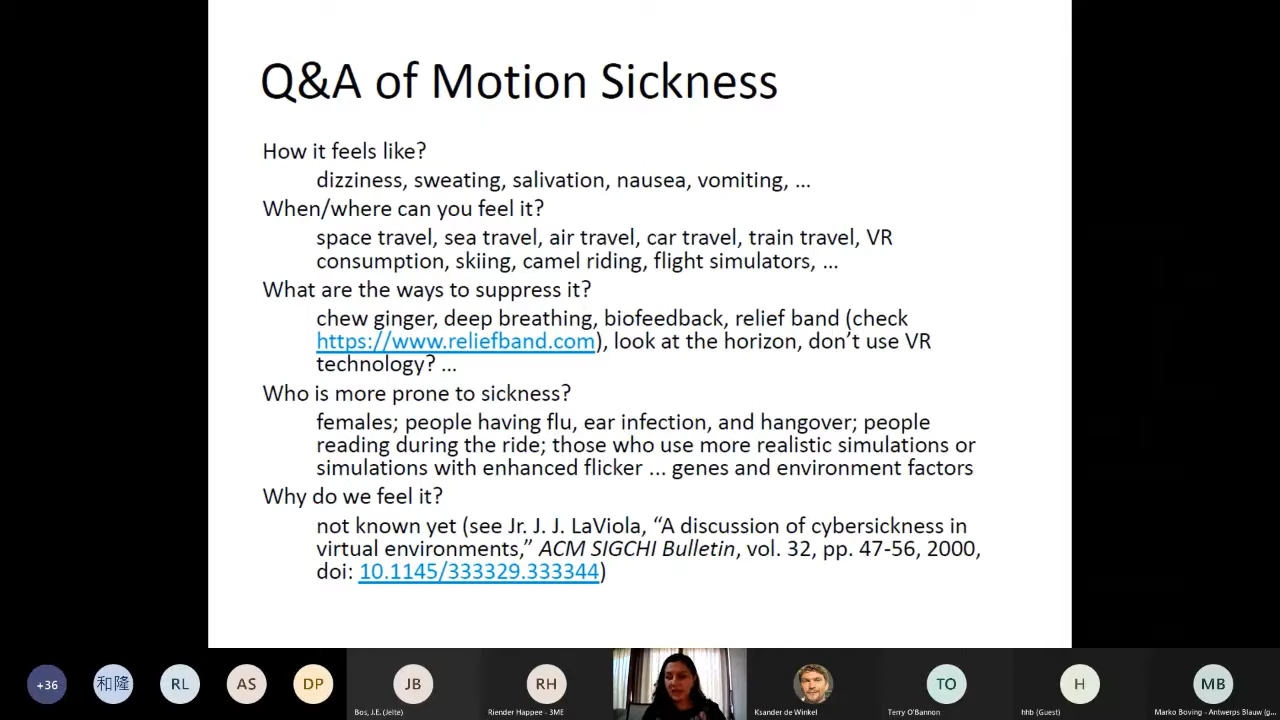 Q&A of Motion Sickness
How it feels like?
dizziness, sweating, salivation, nausea, vomiting, ...
When/where can you feel it?
space travel, sea travel, air travel, car travel, train travel, VR
consumption, skiing, camel riding, flight simulators, ...
What are the ways to suppress it?
chew ginger, deep breathing, biofeedback, relief band (check
https://www.reliefband.com), look at the horizon, don’t use VR
technology? ...
Who is more prone to sickness?
females; people having flu, ear infection, and hangover; people
reading during the ride; those who use more realistic simulations or
simulations with enhanced flicker ... genes and environment factors
Why do we feel it?
not known yet (see Jr. J. J. LaViola, “A discussion of cybersickness in
virtual environments,” ACM SIGCHI Bulletin, vol. 32, pp. 47-56, 2000,
doi: 10.1145/333329.333344)
+36
和隆
RL
AS
DP
JB
RH
TO
H
MB
Bos, J.E. (Jelte)
Riender Happee - 3ME
Ksander de Winkel
Terry O'Bannon
hhb (Guest)
Marko Boving - Antwerps Blauw (g...